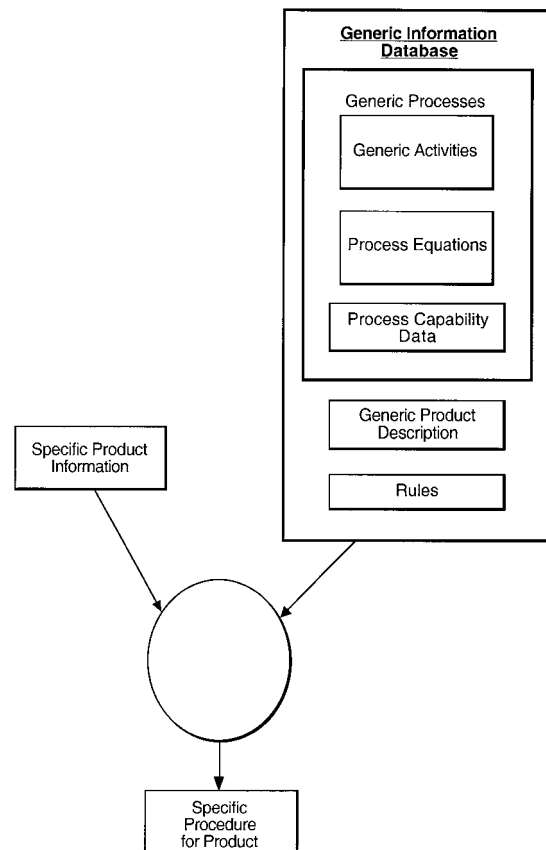 Generic Information
Database
Generic Processes
Generic Activities
Process Equations
Process Capability
Data
Generic Product
Description
Rules
Specific Product
Information
Specific
Procedure
for Product